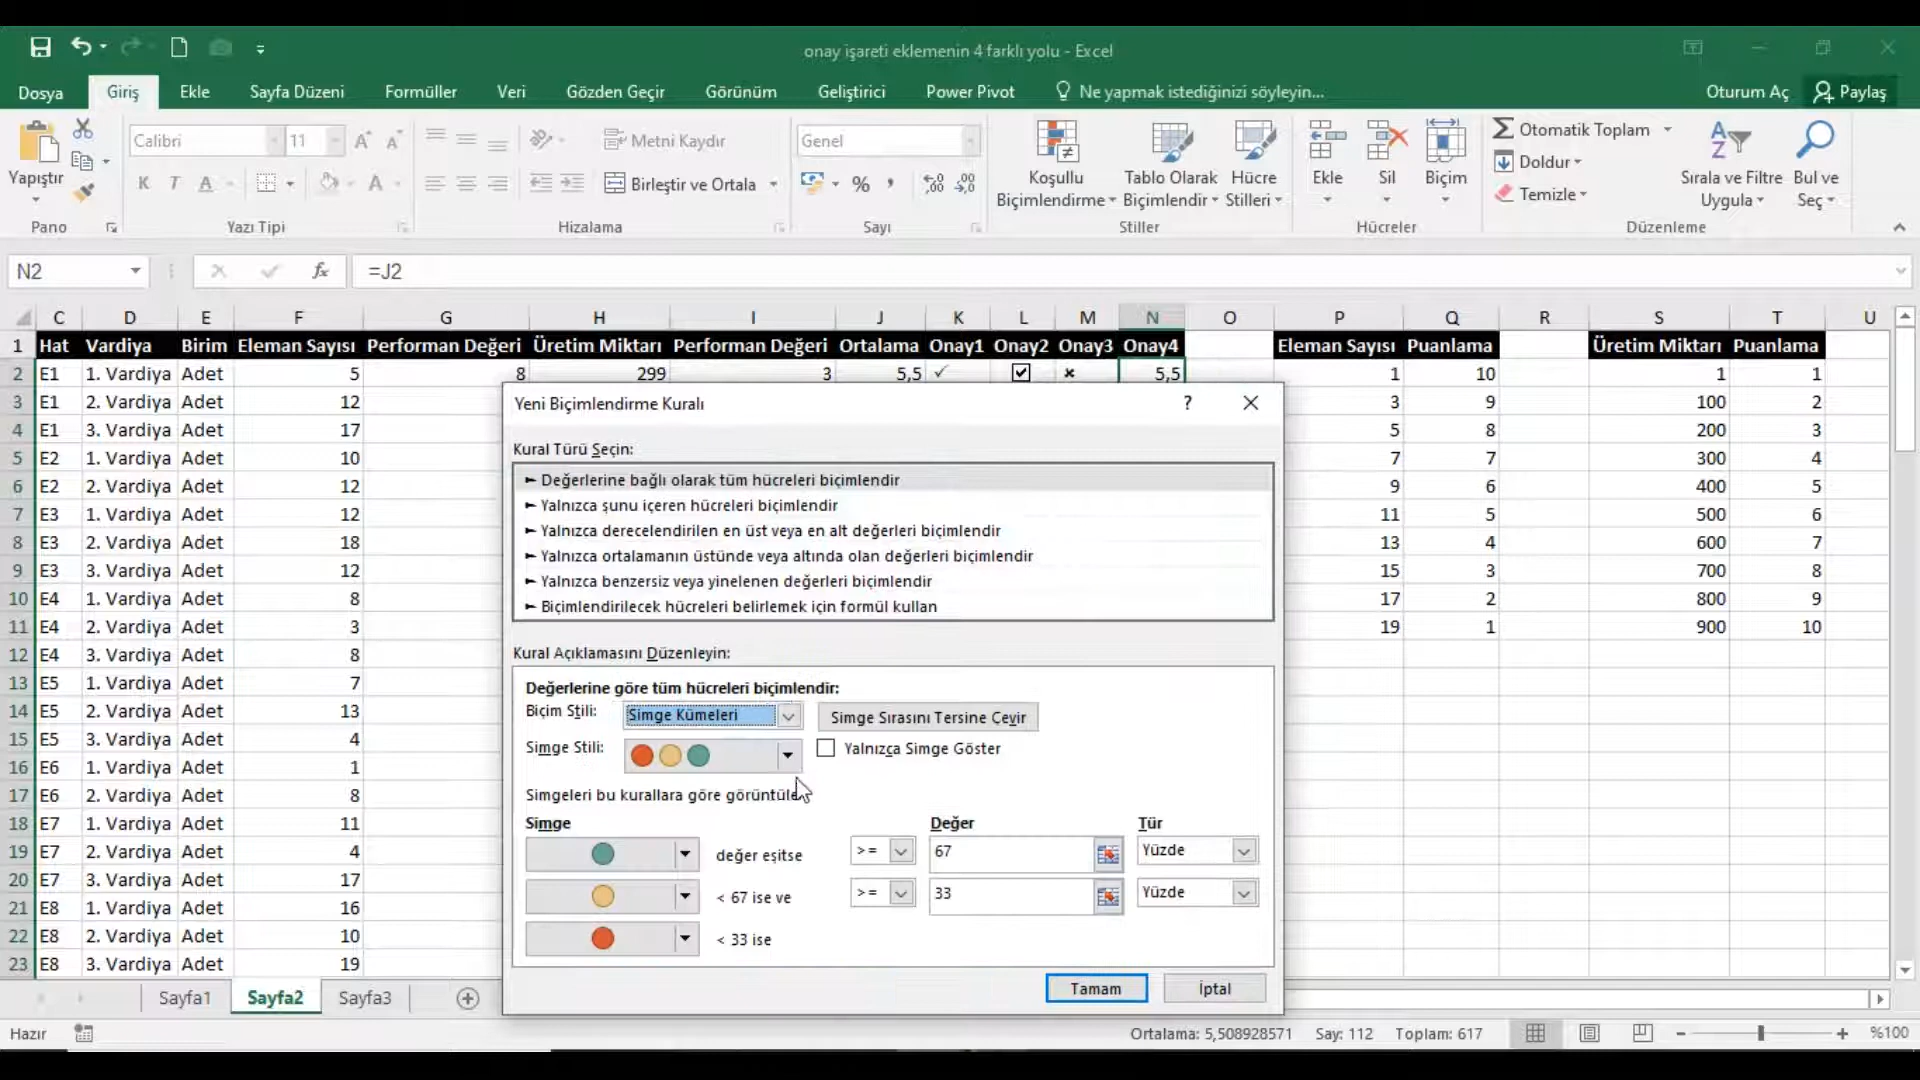 onay işareti eklemenin 4 farklı yolu - Excel
Dosya Giriş Ekle Sayfa Düzeni Formüller Veri Gözden Geçir Görünüm Geliştirici Power Pivot Ne yapmak istediğinizi söyleyin... Oturum Aç Paylaş
Calibri 11 Metni Kaydır Genel Otomatik Toplam
Doldur
Yapıştır K T A Birleştir ve Ortala % , Koşullu Biçimlendirme Tablo Olarak Biçimlendir Hücre Stilleri Ekle Sil Biçim Temizle Sırala ve Filtre Uygula Bul ve Seç
Pano Yazı Tipi Hizalama Sayı Stiller Hücreler Düzenleme
N2 fx =J2
C D E F G H I J K L M N O P Q R S T U
1 Hat Vardiya Birim Eleman Sayısı Performan Değeri Üretim Miktarı Performan Değeri Ortalama Onay1 Onay2 Onay3 Onay4 Eleman Sayısı Puanlama Üretim Miktarı Puanlama
2 E1 1. Vardiya Adet 5 8 299 3 5,5 ✓ ☑ ✖ 5,5 1 10 1 1
3 E1 2. Vardiya Adet 12 3 9 100 2
4 E1 3. Vardiya Adet 17 5 8 200 3
5 E2 1. Vardiya Adet 10 7 7 300 4
6 E2 2. Vardiya Adet 12 9 6 400 5
7 E3 1. Vardiya Adet 12 11 5 500 6
8 E3 2. Vardiya Adet 18 13 4 600 7
9 E3 3. Vardiya Adet 12 15 3 700 8
10 E4 1. Vardiya Adet 8 17 2 800 9
11 E4 2. Vardiya Adet 3 19 1 900 10
12 E4 3. Vardiya Adet 8
13 E5 1. Vardiya Adet 7
14 E5 2. Vardiya Adet 13
15 E5 3. Vardiya Adet 4
16 E6 1. Vardiya Adet 1
17 E6 2. Vardiya Adet 8
18 E7 1. Vardiya Adet 11
19 E7 2. Vardiya Adet 4
20 E7 3. Vardiya Adet 17
21 E8 1. Vardiya Adet 16
22 E8 2. Vardiya Adet 10
23 E8 3. Vardiya Adet 19
Yeni Biçimlendirme Kuralı ?
Kural Türü Seçin:
► Değerlerine bağlı olarak tüm hücreleri biçimlendir
► Yalnızca şunu içeren hücreleri biçimlendir
► Yalnızca derecelendirilen en üst veya en alt değerleri biçimlendir
► Yalnızca ortalamanın üstünde veya altında olan değerleri biçimlendir
► Yalnızca benzersiz veya yinelenen değerleri biçimlendir
► Biçimlendirilecek hücreleri belirlemek için formül kullan
Kural Açıklamasını Düzenleyin:
Değerlerine göre tüm hücreleri biçimlendir:
Biçim Stili: Simge Kümeleri Simge Sırasını Tersine Çevir
Simge Stili: Yalnızca Simge Göster
Simgeleri bu kurallara göre görüntüle
Simge Değer Tür
değer eşitse >= 67 Yüzde
< 67 ise ve >= 33 Yüzde
< 33 ise
Tamam İptal
Sayfa1 Sayfa2 Sayfa3
Hazır Ortalama: 5,508928571 Say: 112 Toplam: 617 - + %100